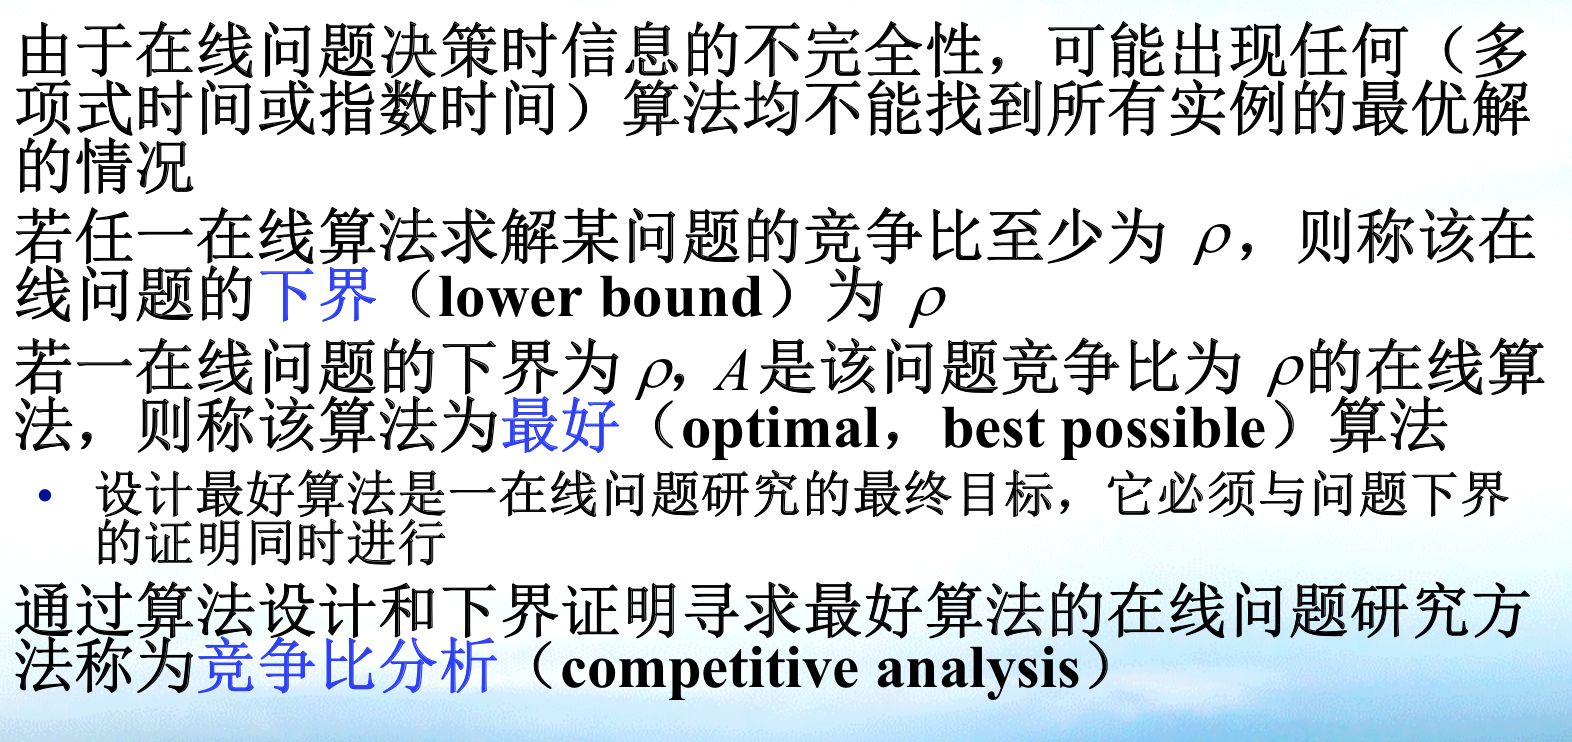 由于在线问题决策时信息的不完全性，可能出现任何（多
项式时间或指数时间）算法均不能找到所有实例的最优解
的情况
若任一在线算法求解某问题的竞争比至少为 ρ，则称该在
线问题的下界（lower bound）为 ρ
若一在线问题的下界为 ρ，A是该问题竞争比为 ρ的在线算
法，则称该算法为最好（optimal，best possible）算法
• 设计最好算法是一在线问题研究的最终目标，它必须与问题下界
的证明同时进行
通过算法设计和下界证明寻求最好算法的在线问题研究方
法称为竞争比分析（competitive analysis）